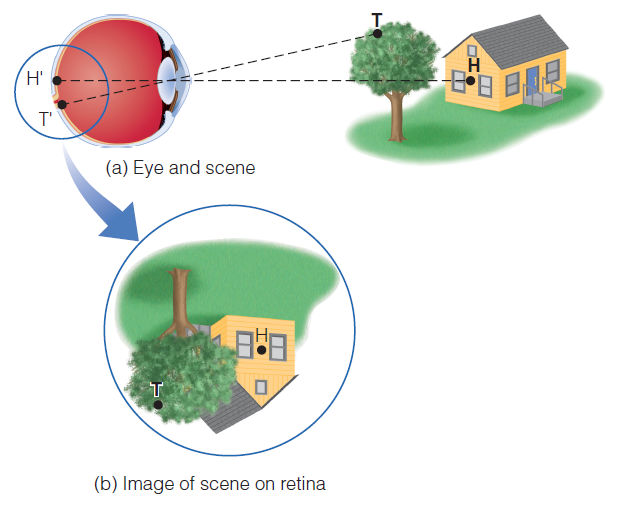 T
H
H'
T'
(a) Eye and scene
H
T
(b) Image of scene on retina